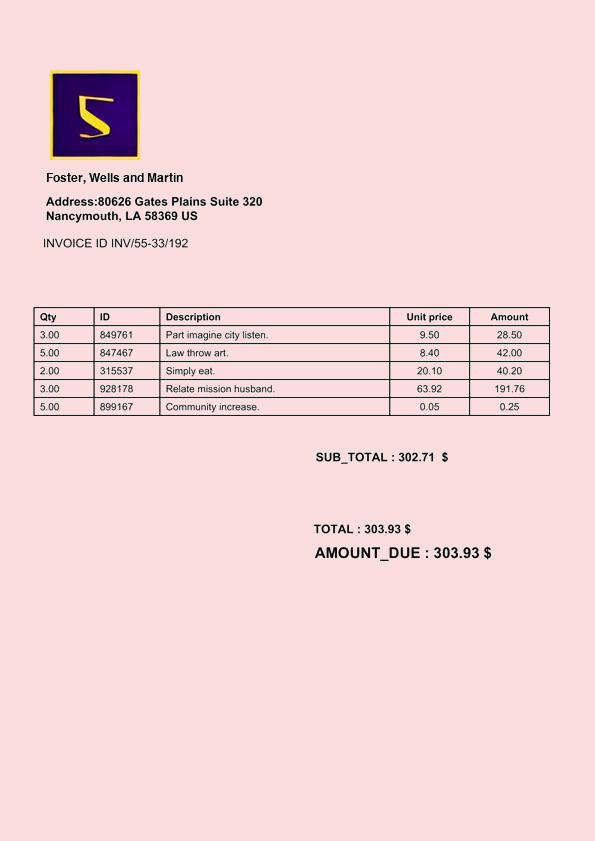 5
Foster, Wells and Martin
Address:80626 Gates Plains Suite 320
Nancymouth, LA 58369 US
INVOICE ID INV/55-33/192
Qty ID Description Unit price Amount
3.00 849761 Part imagine city listen. 9.50 28.50
5.00 847467 Law throw art. 8.40 42.00
2.00 315537 Simply eat. 20.10 40.20
3.00 928178 Relate mission husband. 63.92 191.76
5.00 899167 Community increase. 0.05 0.25
SUB_TOTAL : 302.71 $
TOTAL : 303.93 $
AMOUNT_DUE : 303.93 $